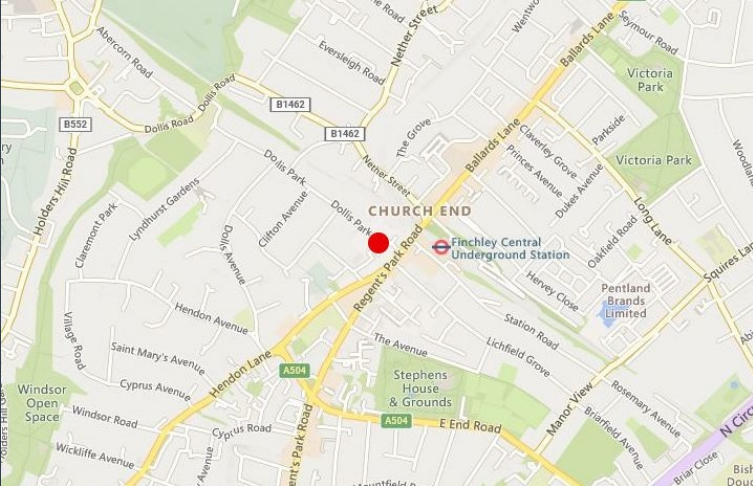 Abercorn Road
Eversleigh Road
Nether Street
Ballards Lane
Seymour Road
Victoria
Park
B1462
B552
Dollis Road
Dollis Road
B1462
The Grove
Ballards Lane
Claverley Grove
Parkside
Princes Avenue
Victoria Park
Holders Hill Road
Dollis Park
Nether Street
Dukes Avenue
Long Lane
Lyndhurst Gardens
Claremont Park
Clifton Avenue
Dollis Park
CHURCH END
Dollis Avenue
Regent's Park Road
Finchley Central
Underground Station
Oakfield Road
Squires Lane
Hervey Close
Pentland
Brands
Limited
Hendon Avenue
Village Road
Station Road
The Avenue
Lichfield Grove
Saint Mary's Avenue
Hendon Lane
A504
Cyprus Avenue
Stephens
House
& Grounds
Manor View
Rosemary Avenue
Windsor
Open
Space
Windsor Road
A504
E End Road
Briarfield Avenue
Cyprus Road
Wickliffe Avenue
Avenue
Briar Close